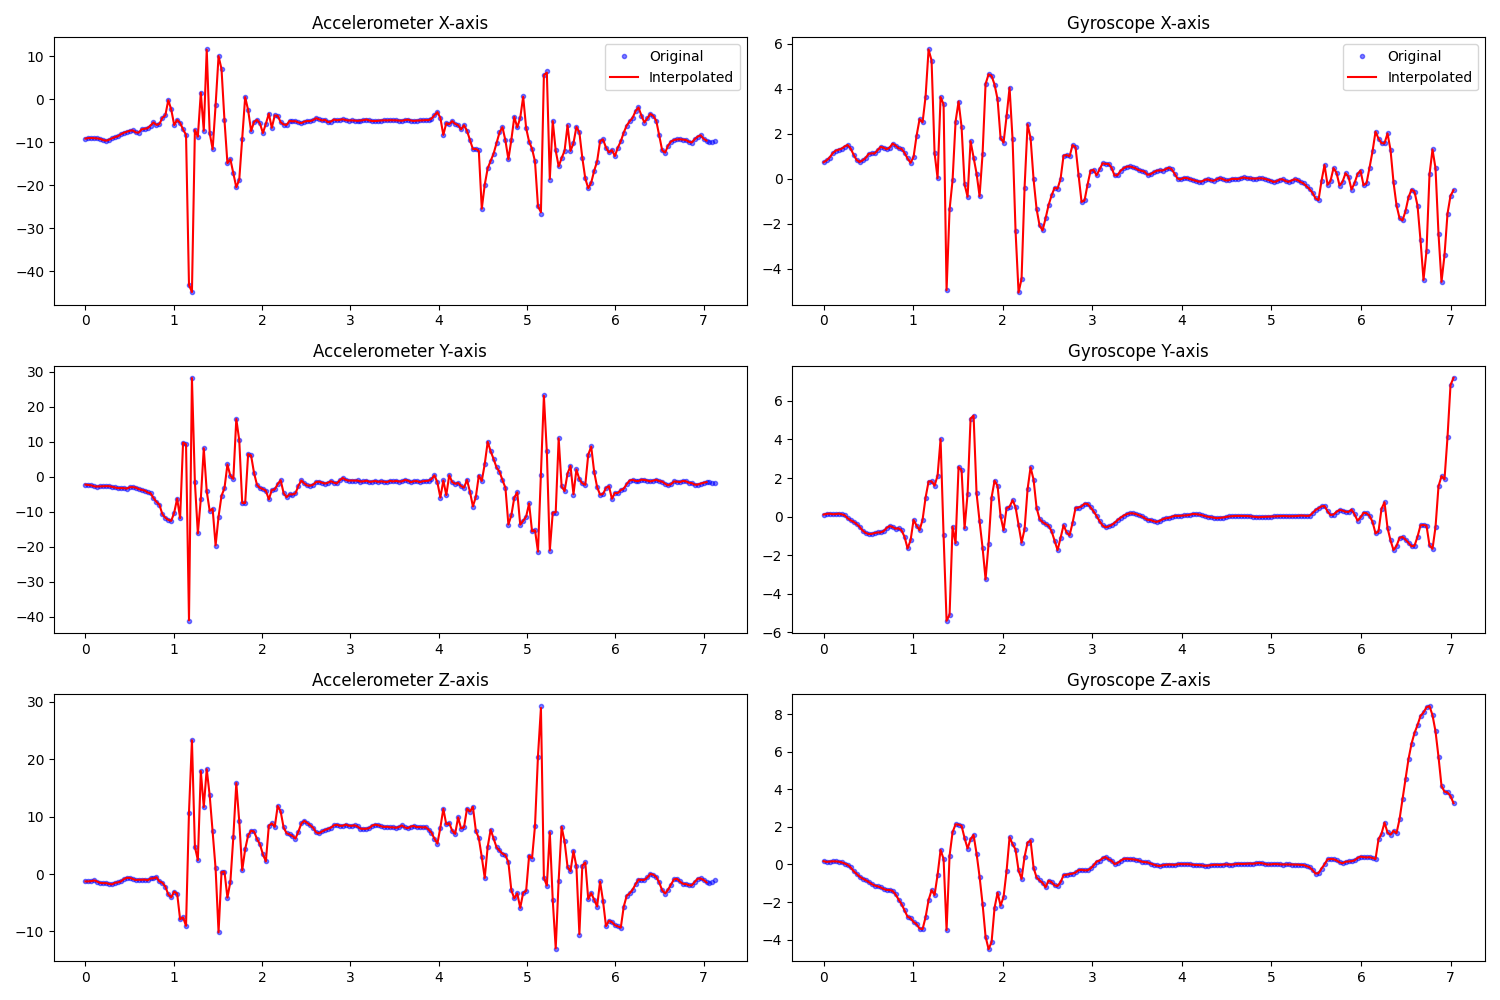 Accelerometer X-axis
Original
Interpolated
10
0
−10
−20
−30
−40
0 1 2 3 4 5 6 7
Gyroscope X-axis
Original
Interpolated
6
4
2
0
−2
−4
0 1 2 3 4 5 6 7
Accelerometer Y-axis
30
20
10
0
−10
−20
−30
−40
0 1 2 3 4 5 6 7
Gyroscope Y-axis
6
4
2
0
−2
−4
−6
0 1 2 3 4 5 6 7
Accelerometer Z-axis
30
20
10
0
−10
0 1 2 3 4 5 6 7
Gyroscope Z-axis
8
6
4
2
0
−2
−4
0 1 2 3 4 5 6 7